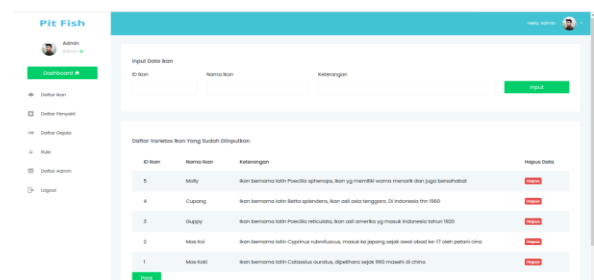 Pit Fish
Hello, Admin
Admin
Admin
Dashboard
Daftar Ikan
Daftar Penyakit
Daftar Gejala
Rule
Daftar Admin
Logout
Input Data Ikan
ID Ikan Nama Ikan Keterangan
Input
Daftar Varietas Ikan Yang Sudah Diinputkan
ID Ikan Nama Ikan Keterangan Hapus Data
5 Molly Ikan bernama latin Poecilia sphenops, ikan yg memiliki warna menarik dan juga bersahabat Hapus
4 Cupang Ikan bernama latin Betta splendens, ikan asli asia tenggara. Di indonesia thn 1960 Hapus
3 Guppy Ikan bernama latin Poecilia reticulata, ikan asli amerika yg masuk indonesia tahun 1920 Hapus
2 Mas Koi Ikan bernama latin Cyprinus rubrofuscus, masuk ke jepang sejak awal abad ke-17 oleh petani cina Hapus
1 Mas Koki Ikan bernama latin Carassius auratus, dipelihara sejak 960 masehi di china Hapus
Print